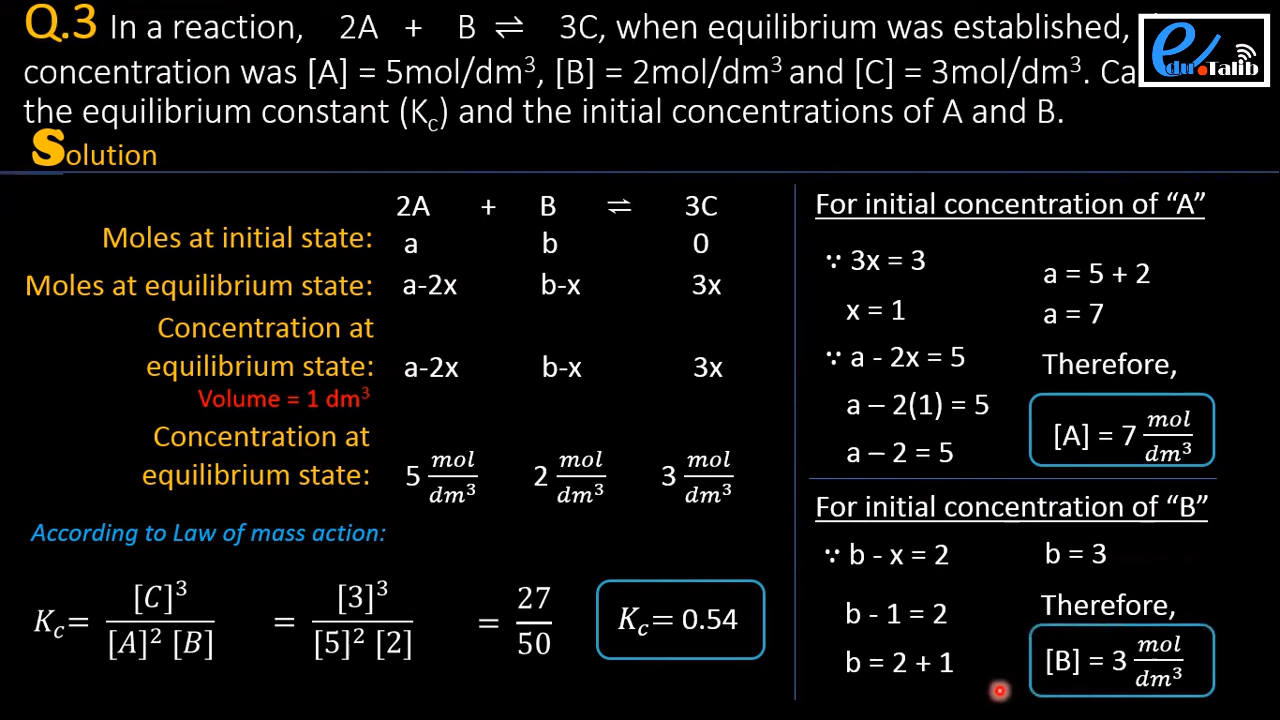 Q.3 In a reaction, 2A + B ⇌ 3C, when equilibrium was established,
concentration was [A] = 5mol/dm³, [B] = 2mol/dm³ and [C] = 3mol/dm³. Ca
the equilibrium constant (Kc) and the initial concentrations of A and B.
edu.Talib
Solution
2A + B ⇌ 3C
Moles at initial state: a b 0
Moles at equilibrium state: a-2x b-x 3x
Concentration at
equilibrium state: a-2x b-x 3x
Volume = 1 dm³
Concentration at
equilibrium state: 5 mol/dm³ 2 mol/dm³ 3 mol/dm³
According to Law of mass action:
Kc= [C]³/[A]² [B] = [3]³/[5]² [2] = 27/50 Kc= 0.54
For initial concentration of “A”
∵ 3x = 3
x = 1
∵ a - 2x = 5
a – 2(1) = 5
a – 2 = 5
a = 5 + 2
a = 7
Therefore,
[A] = 7 mol/dm³
For initial concentration of “B”
∵ b - x = 2
b - 1 = 2
b = 2 + 1
b = 3
Therefore,
[B] = 3 mol/dm³